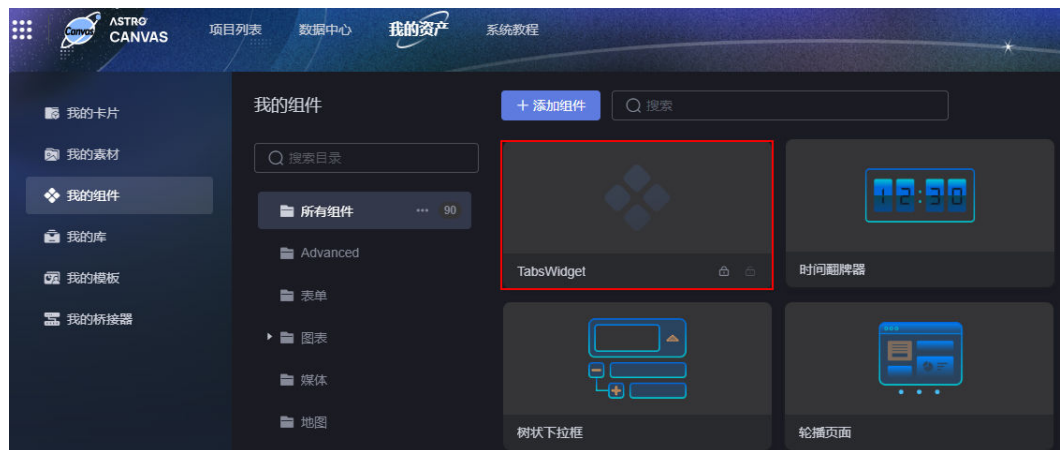 Canvas
ASTRO
CANVAS
项目列表
数据中心
我的资产
系统教程
我的卡片
我的素材
我的组件
我的库
我的模板
我的桥接器
我的组件
搜索目录
所有组件 ··· 90
Advanced
表单
图表
媒体
地图
+ 添加组件
搜索
TabsWidget
12:30
时间翻牌器
树状下拉框
轮播页面